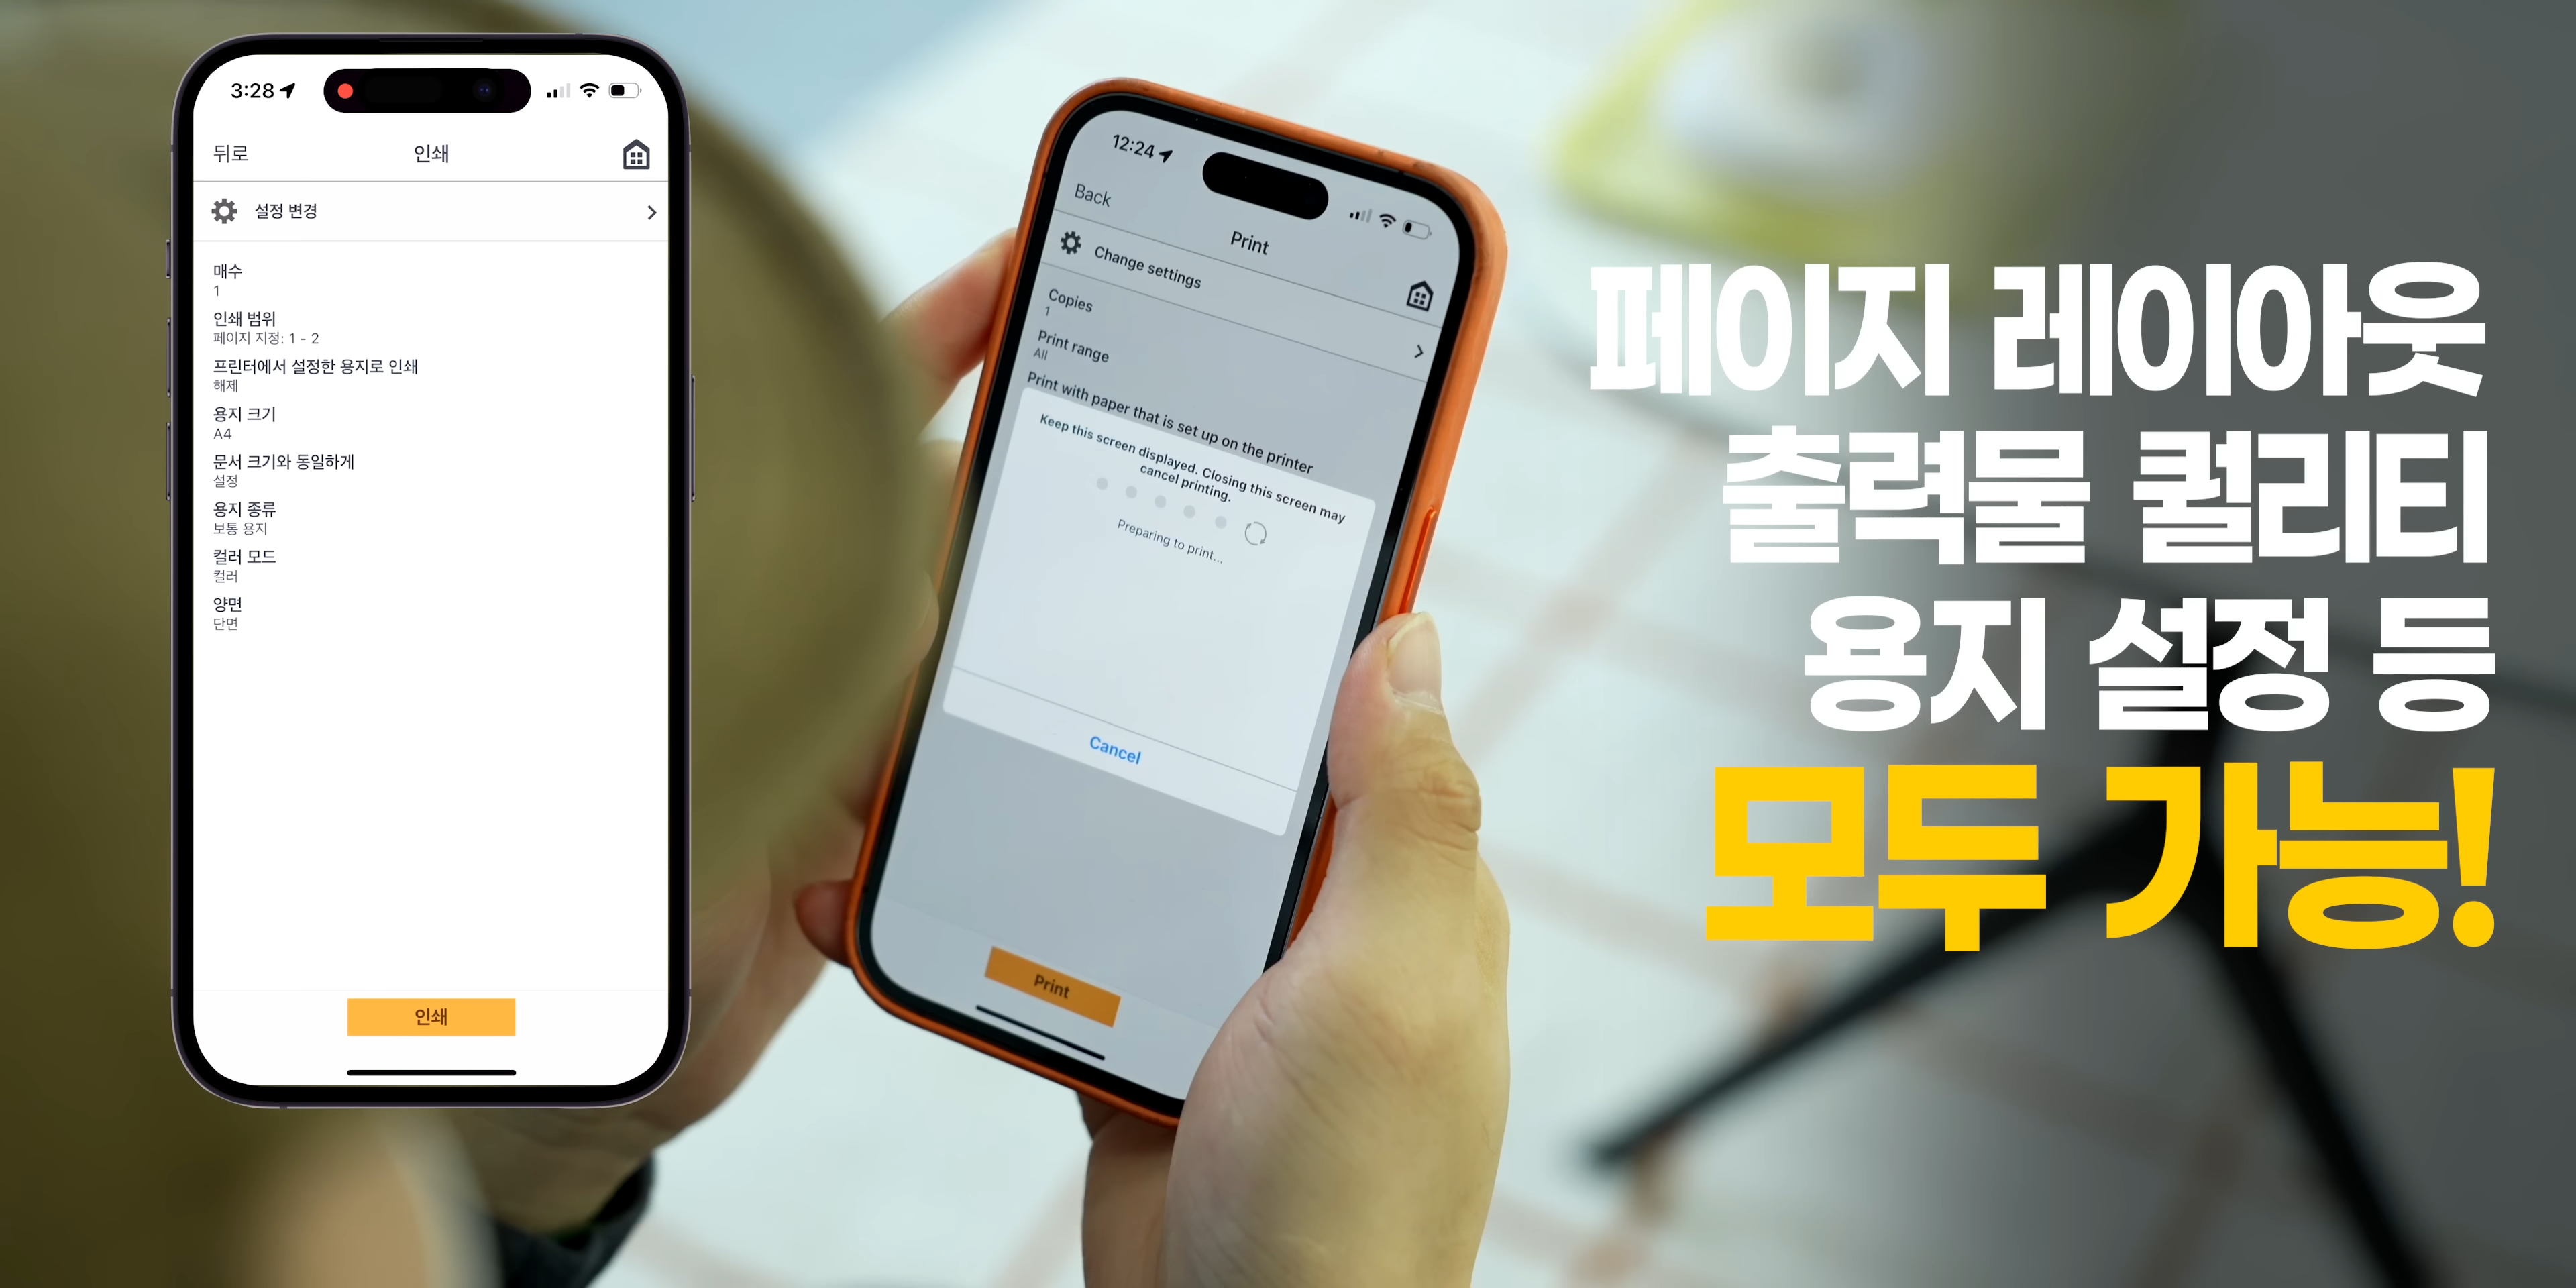 3:28
뒤로
인쇄
설정 변경
매수
1
인쇄 범위
페이지 지정: 1 - 2
프린터에서 설정한 용지로 인쇄
해제
용지 크기
A4
문서 크기와 동일하게
설정
용지 종류
보통 용지
컬러 모드
컬러
양면
단면
인쇄
12:24
Back
Print
Change settings
Copies
1
Print range
All
Print with paper that is set up on the printer
Keep this screen displayed. Closing this screen may
cancel printing.
Preparing to print...
Cancel
Print
페이지 레이아웃
출력물 퀄리티
용지 설정 등
모두 가능!